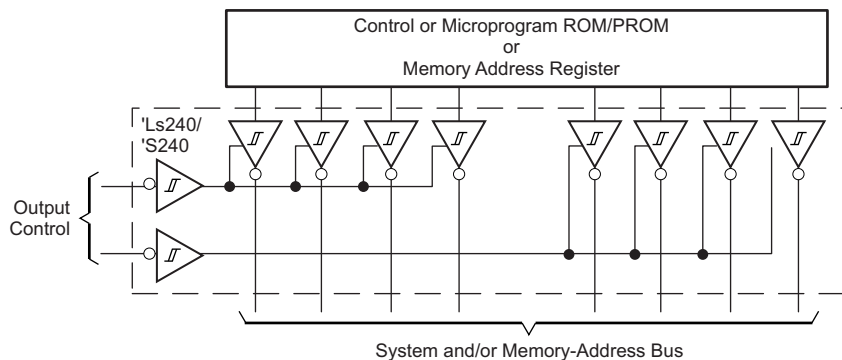 Control or Microprogram ROM/PROM
or
Memory Address Register
'Ls240/
'S240
Output
Control
System and/or Memory-Address Bus